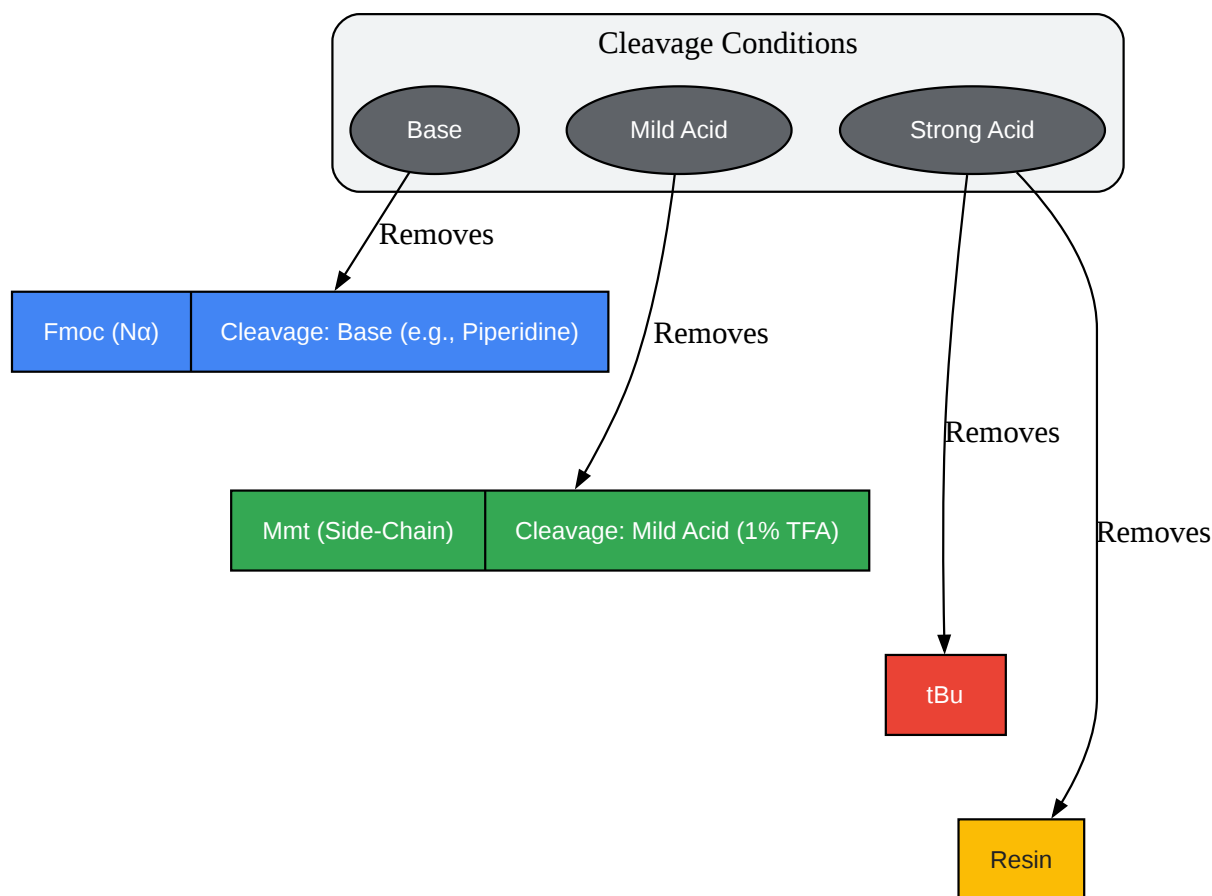 Cleavage Conditions
Base
Mild Acid
Strong Acid
Removes
Fmoc (Nα)
Cleavage: Base (e.g., Piperidine)
Removes
Removes
Mmt (Side-Chain)
Cleavage: Mild Acid (1% TFA)
Removes
tBu
Resin